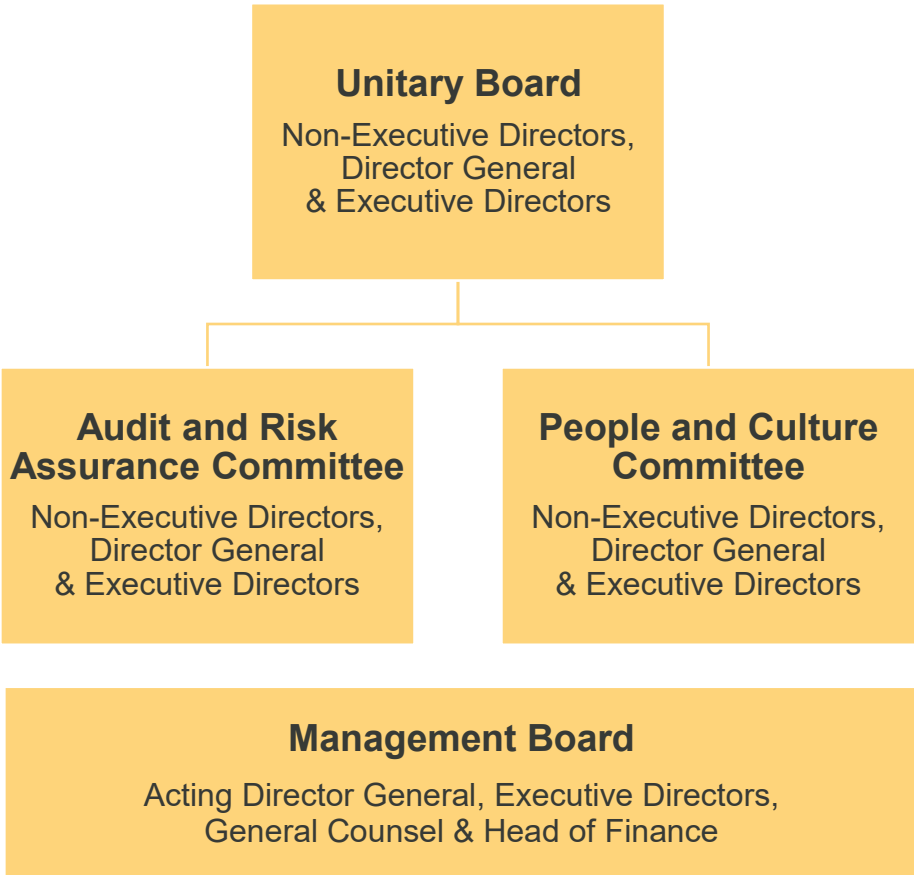 Unitary Board
Non-Executive Directors,
Director General
& Executive Directors
Audit and Risk
Assurance Committee
Non-Executive Directors,
Director General
& Executive Directors
People and Culture
Committee
Non-Executive Directors,
Director General
& Executive Directors
Management Board
Acting Director General, Executive Directors,
General Counsel & Head of Finance